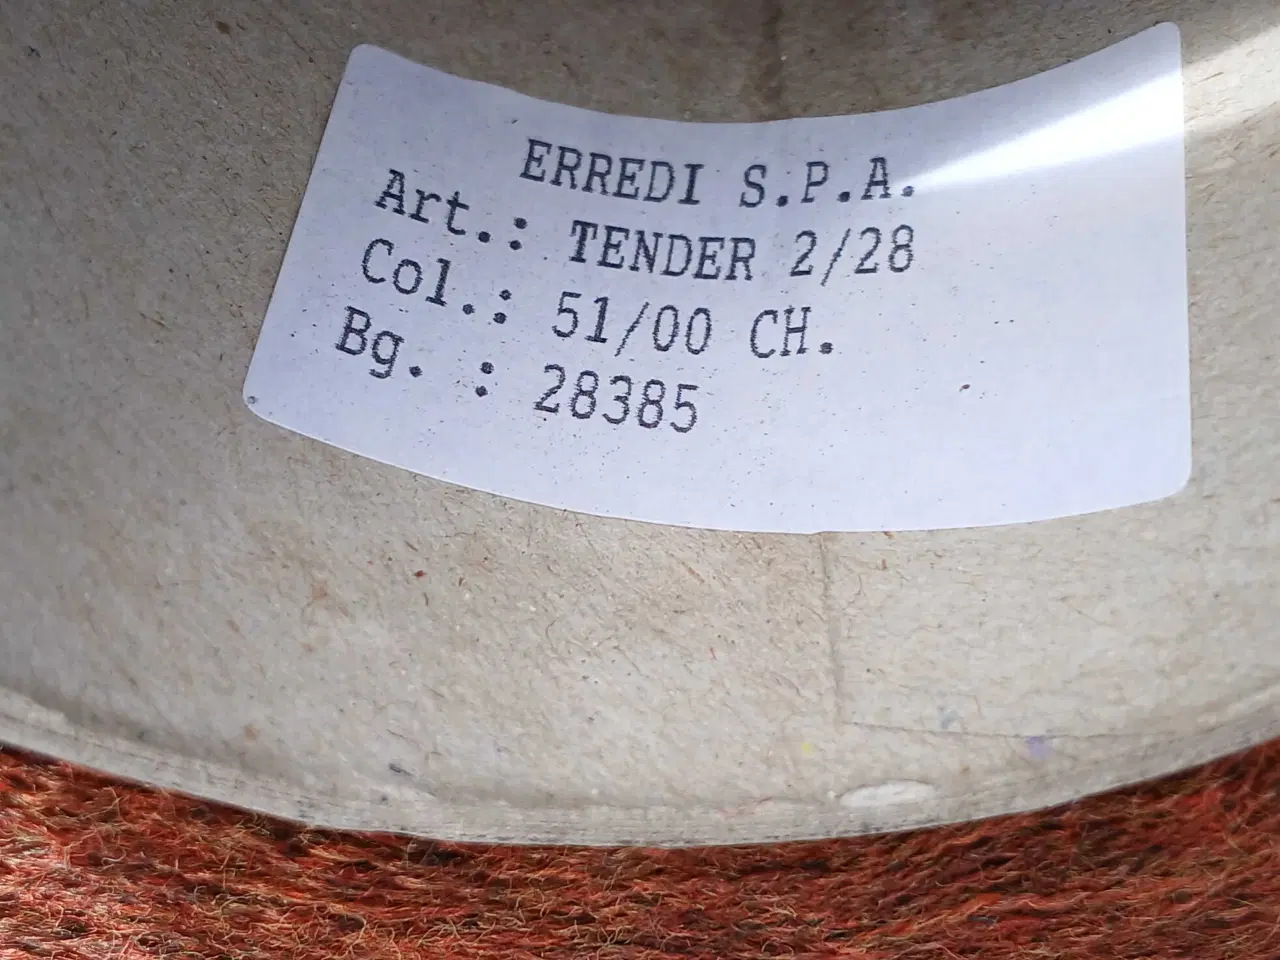 ERREDI S.P.A.
Art.: TENDER 2/28
Col.: 51/00 CH.
Bg. : 28385